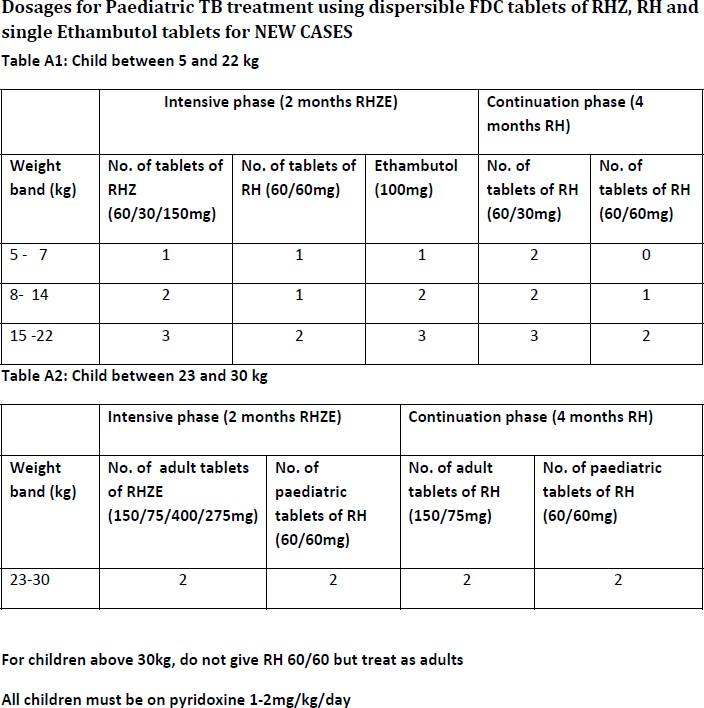 Dosages for Paediatric TB treatment using dispersible FDC tablets of RHZ, RH and
single Ethambutol tablets for NEW CASES
Table A1: Child between 5 and 22 kg
Intensive phase (2 months RHZE)
Continuation phase (4
months RH)
Weight
band (kg)
No. of tablets of
RHZ
(60/30/150mg)
No. of tablets of
RH (60/60mg)
Ethambutol
(100mg)
No. of
tablets of RH
(60/30mg)
No. of
tablets of RH
(60/60mg)
5 - 7 1 1 1 2 0
8- 14 2 1 2 2 1
15 -22 3 2 3 3 2
Table A2: Child between 23 and 30 kg
Intensive phase (2 months RHZE)
Continuation phase (4 months RH)
Weight
band (kg)
No. of adult tablets
of RHZE
(150/75/400/275mg)
No. of
paediatric
tablets of RH
(60/60mg)
No. of adult
tablets of RH
(150/75mg)
No. of paediatric
tablets of RH
(60/60mg)
23-30 2 2 2 2
For children above 30kg, do not give RH 60/60 but treat as adults
All children must be on pyridoxine 1-2mg/kg/day